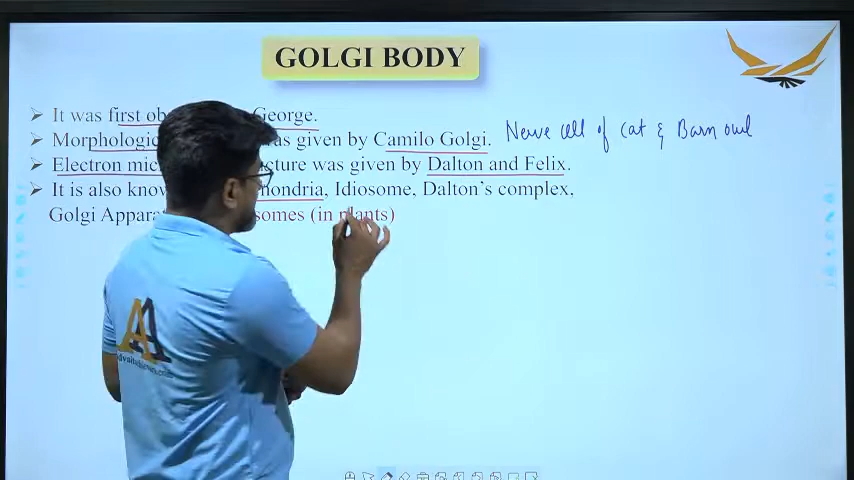 GOLGI BODY
It was first George.
Morphologic was given by Camilo Golgi. Nerve cell of Cat & Barn owl
Electron mic cture was given by Dalton and Felix.
It is also know hondria, Idiosome, Dalton's complex,
Golgi Appara somes (in plants)